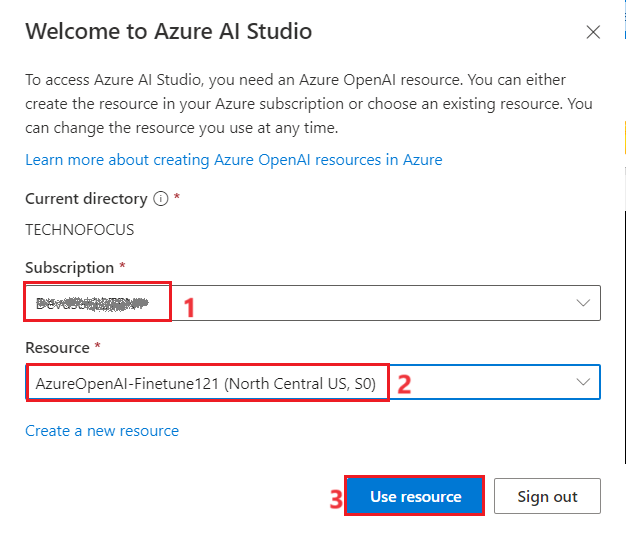 Welcome to Azure AI Studio
To access Azure AI Studio, you need an Azure OpenAI resource. You can either
create the resource in your Azure subscription or choose an existing resource. You
can change the resource you use at any time.
Learn more about creating Azure OpenAI resources in Azure
Current directory *
TECHNOFOCUS
Subscription *
1
Resource *
AzureOpenAI-Finetune121 (North Central US, S0) 2
Create a new resource
3 Use resource Sign out